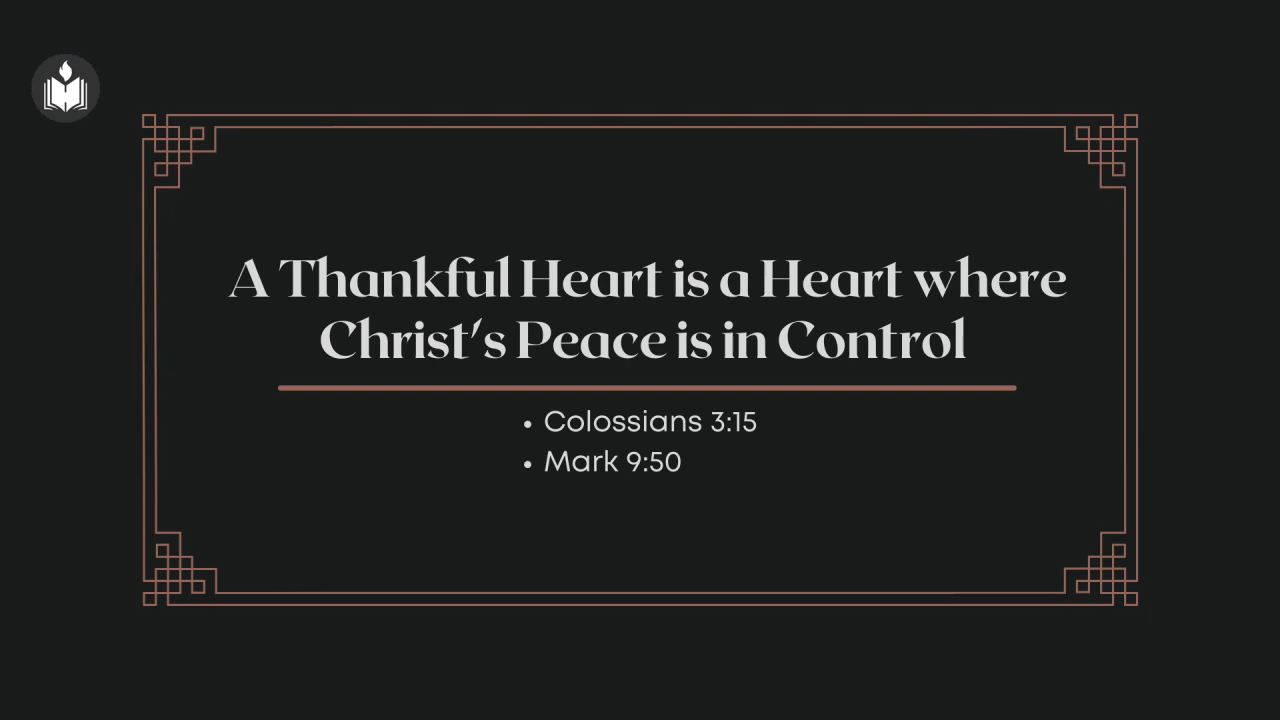 A Thankful Heart is a Heart where
Christ's Peace is in Control
• Colossians 3:15
• Mark 9:50